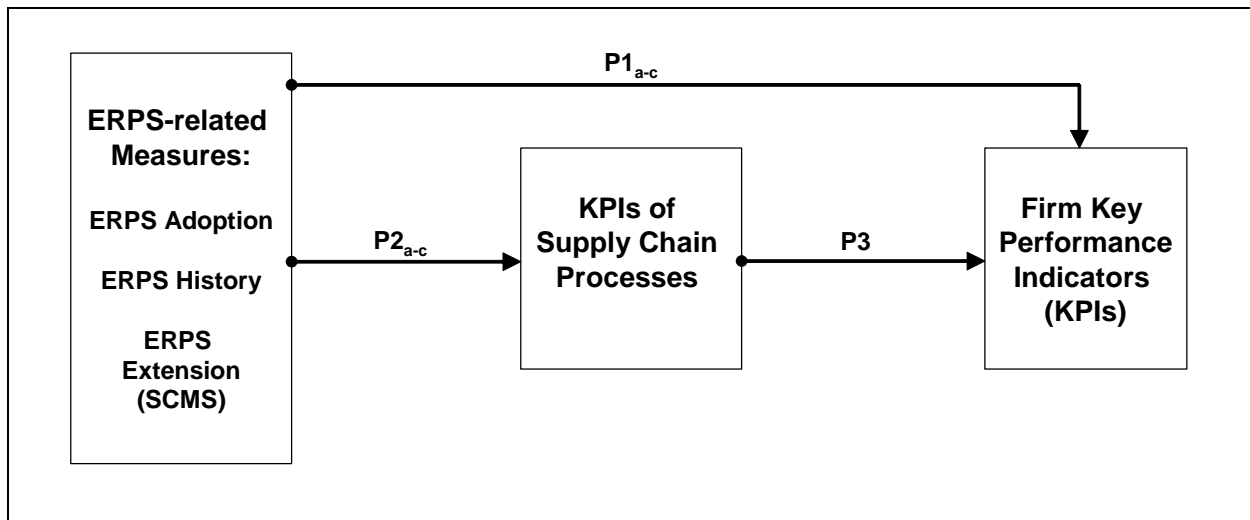 P1a-c
ERPS-related
Measures:
ERPS Adoption
ERPS History
ERPS
Extension
(SCMS)
P2a-c
KPIs of
Supply Chain
Processes
P3
Firm Key
Performance
Indicators
(KPIs)